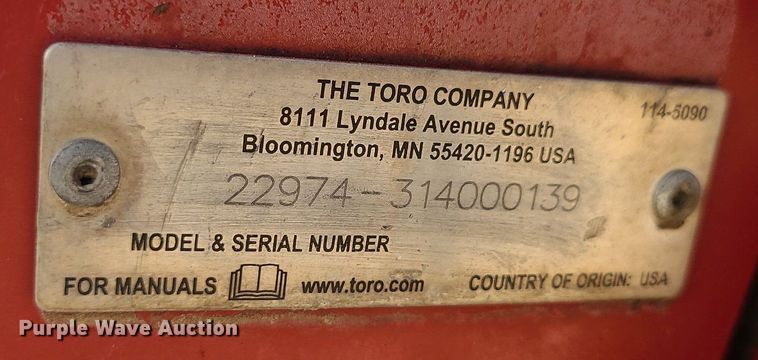 THE TORO COMPANY
114-5090
8111 Lyndale Avenue South
Bloomington, MN 55420-1196 USA
22974-314000139
MODEL & SERIAL NUMBER
FOR MANUALS www.toro.com COUNTRY OF ORIGIN: USA
Purple Wave Auction